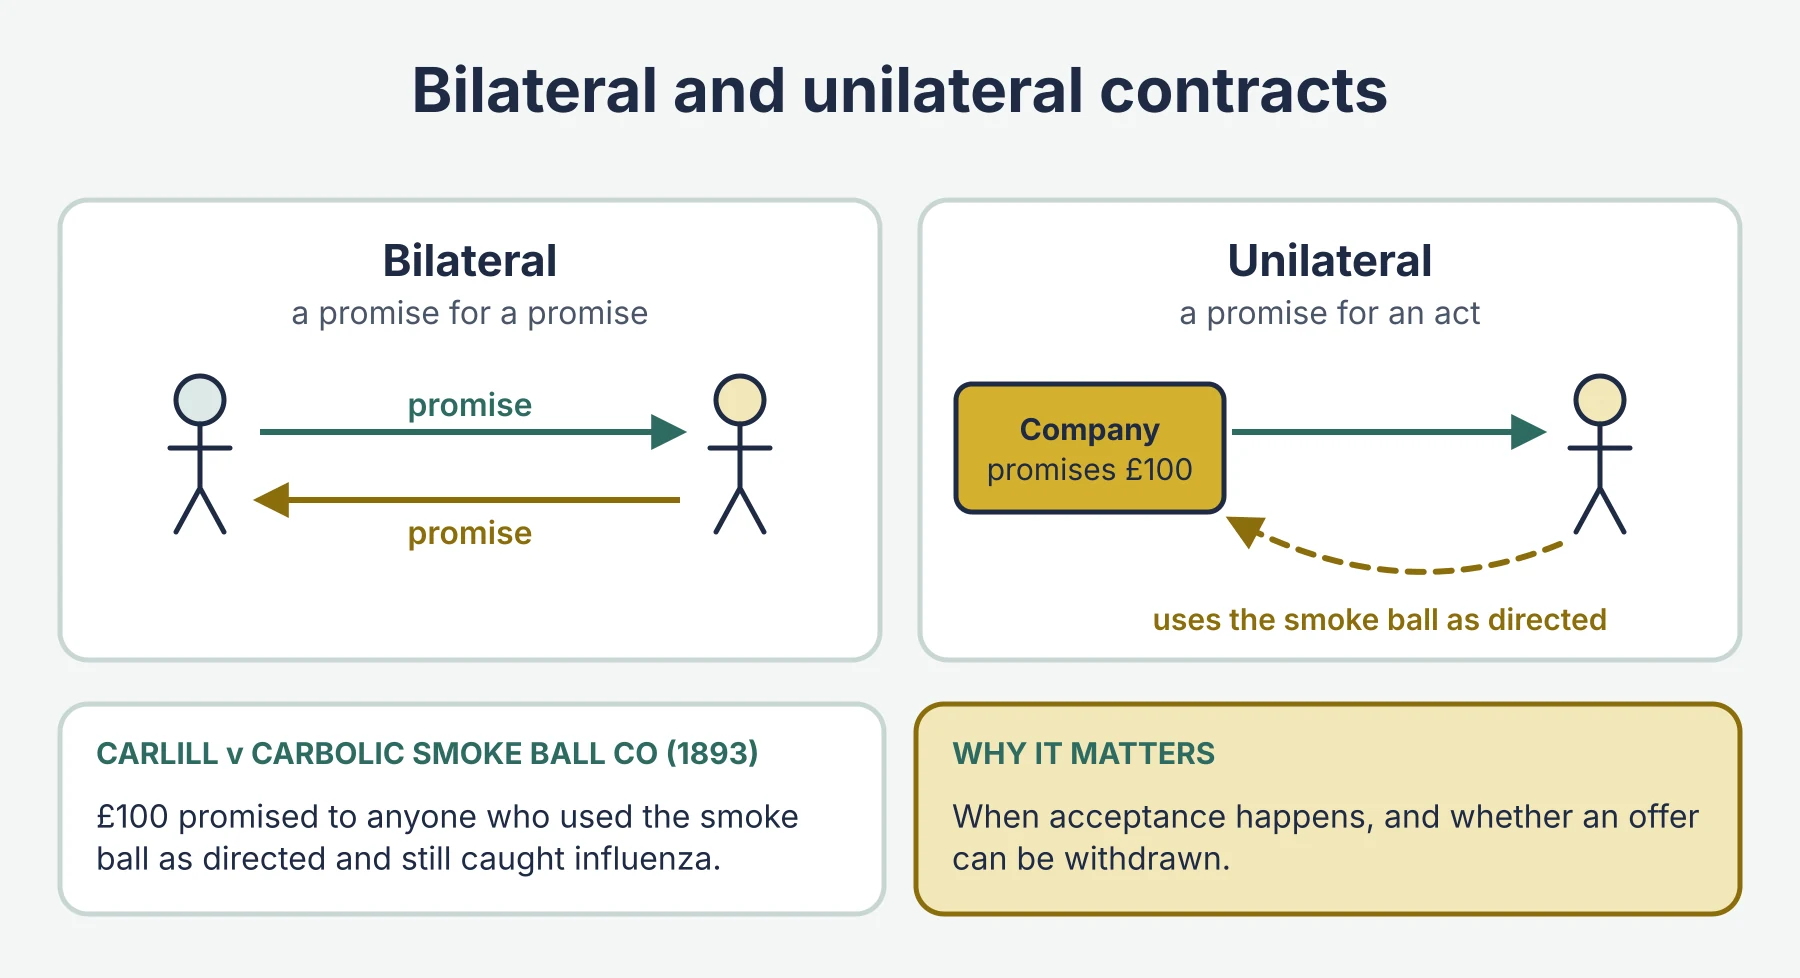 Bilateral and unilateral contracts
Bilateral
a promise for a promise
promise
promise
Unilateral
a promise for an act
Company
promises £100
uses the smoke ball as directed
CARLILL v CARBOLIC SMOKE BALL CO (1893)
£100 promised to anyone who used the smoke
ball as directed and still caught influenza.
WHY IT MATTERS
When acceptance happens, and whether an offer
can be withdrawn.